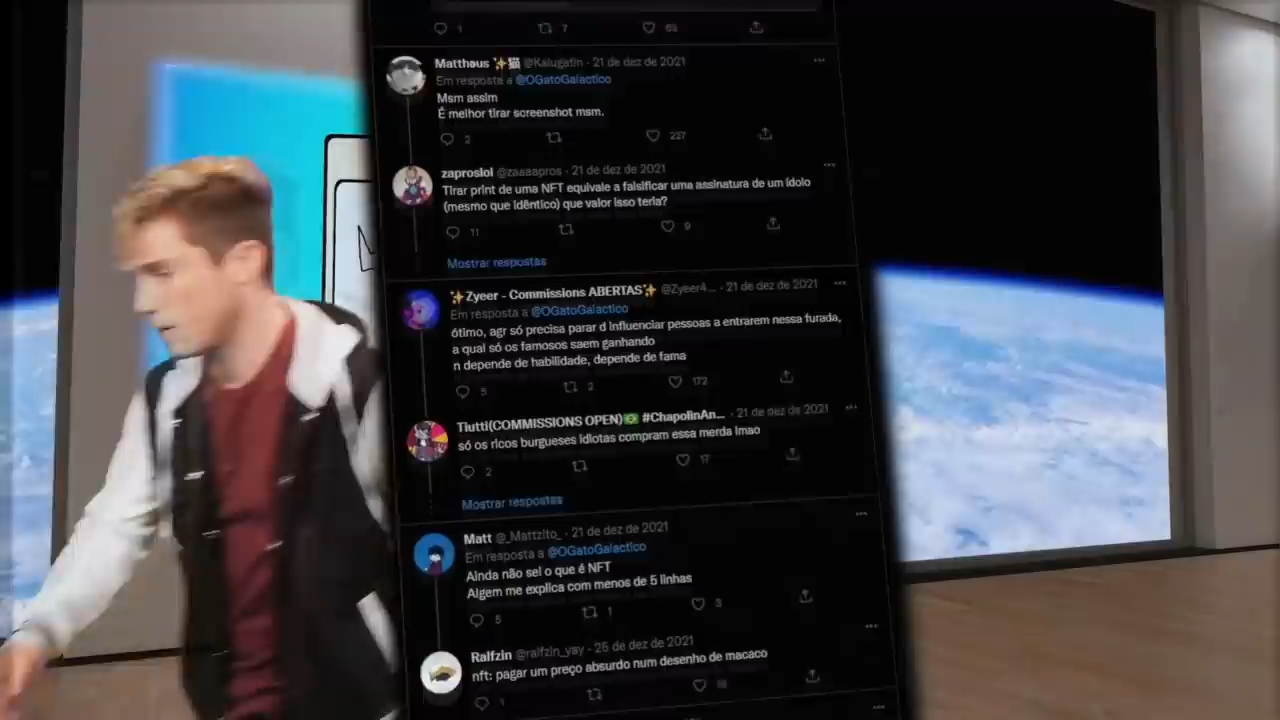 1 7 63
Matthaus ✨猫 @Kalugatin · 21 de dez de 2021
Em resposta a @OGatoGalactico
Msm assim
É melhor tirar screenshot msm.
2 227
zaproslol @zaaaapros · 21 de dez de 2021
Tirar print de uma NFT equivale a falsificar uma assinatura de um ídolo
(mesmo que idêntico) que valor isso teria?
11 9
Mostrar respostas
✨Zyeer - Commissions ABERTAS✨ @Zyeer4... · 21 de dez de 2021
Em resposta a @OGatoGalactico
ótimo, agr só precisa parar d influenciar pessoas a entrarem nessa furada,
a qual só os famosos saem ganhando
n depende de habilidade, depende de fama
5 2 172
Tiutti(COMMISSIONS OPEN)🇧🇷 #ChapolinAn... · 21 de dez de 2021
só os ricos burgueses idiotas compram essa merda lmao
2 17
Mostrar respostas
Matt @_Mattzito_ · 21 de dez de 2021
Em resposta a @OGatoGalactico
Ainda não sei o que é NFT
Algem me explica com menos de 5 linhas
5 1 3
Ralfzin @ralfzin_yay · 25 de dez de 2021
nft: pagar um preço absurdo num desenho de macaco
1